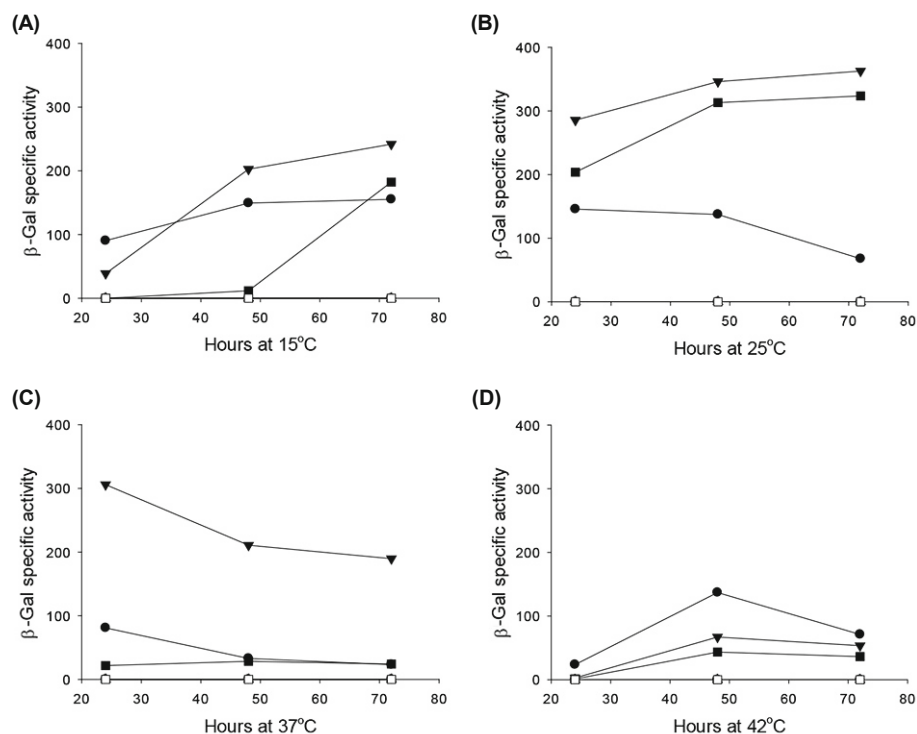 (A)
400
300
200
100
0
β-Gal specific activity
20 30 40 50 60 70 80
Hours at 15°C
(B)
400
300
200
100
0
β-Gal specific activity
20 30 40 50 60 70 80
Hours at 25°C
(C)
400
300
200
100
0
β-Gal specific activity
20 30 40 50 60 70 80
Hours at 37°C
(D)
400
300
200
100
0
β-Gal specific activity
20 30 40 50 60 70 80
Hours at 42°C